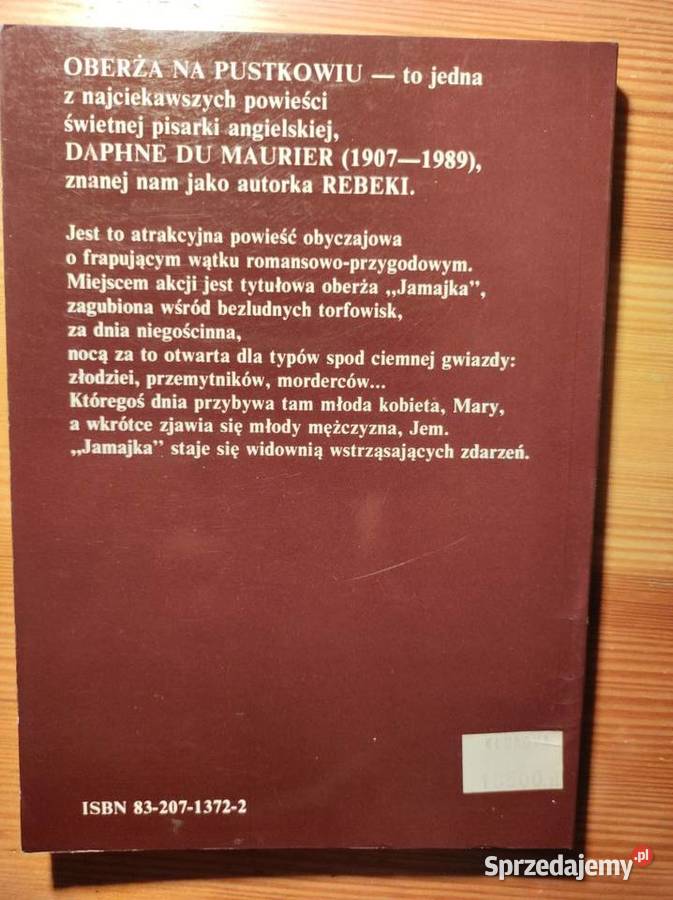 OBERŻA NA PUSTKOWIU — to jedna
z najciekawszych powieści
świetnej pisarki angielskiej,
DAPHNE DU MAURIER (1907—1989),
znanej nam jako autorka REBEKI.
Jest to atrakcyjna powieść obyczajowa
o frapującym wątku romansowo-przygodowym.
Miejscem akcji jest tytułowa oberża „Jamajka”,
zagubiona wśród bezludnych torfowisk,
za dnia niegościnna,
nocą za to otwarta dla typów spod ciemnej gwiazdy:
złodziei, przemytników, morderców...
Któregoś dnia przybywa tam młoda kobieta, Mary,
a wkrótce zjawia się młody mężczyzna, Jem.
„Jamajka” staje się widownią wstrząsających zdarzeń.
ISBN 83-207-1372-2
Sprzedajemy.pl